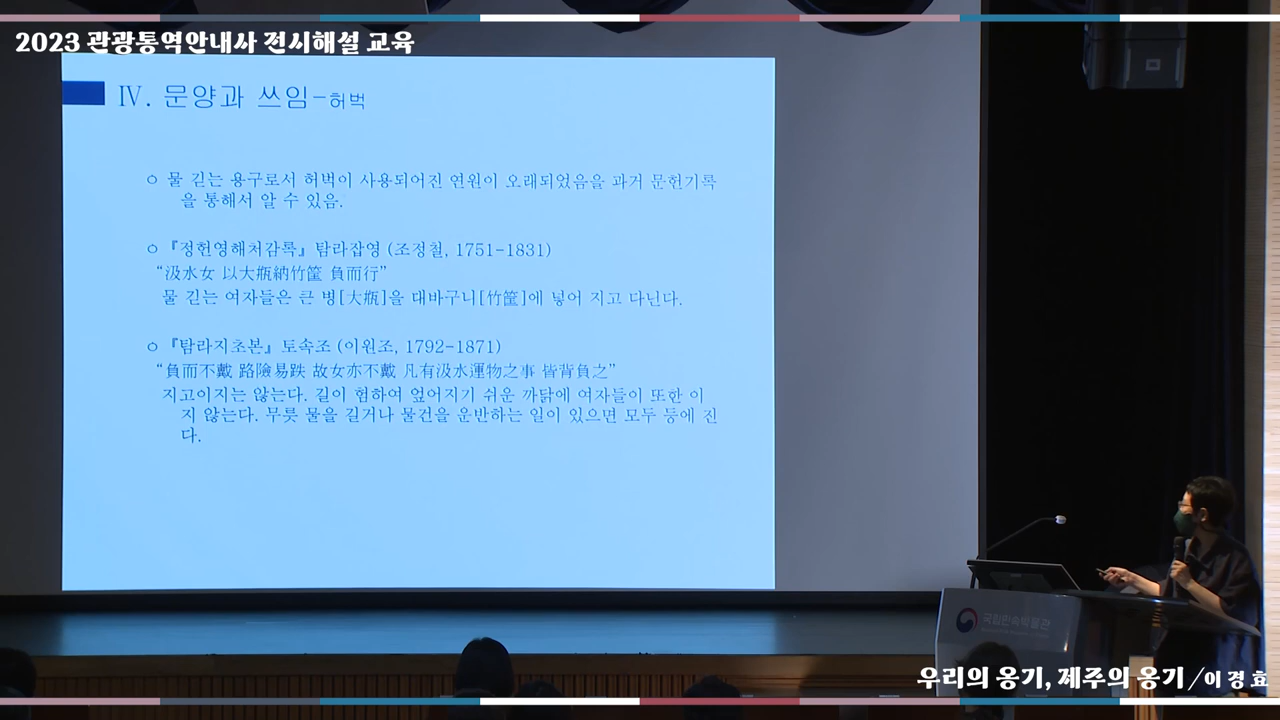 2023 관광통역안내사 전시해설 교육
Ⅳ. 문양과 쓰임-허벅
ㅇ 물 긷는 용구로서 허벅이 사용되어진 연원이 오래되었음을 과거 문헌기록
을 통해서 알 수 있음.
ㅇ 『정헌영해처감록』 탐라잡영 (조정철, 1751-1831)
“汲水女 以大甁納竹筐 負而行”
물 긷는 여자들은 큰 병[大甁]을 대바구니[竹筐]에 넣어 지고 다닌다.
ㅇ 『탐라지초본』 토속조 (이원조, 1792-1871)
“負而不戴 路險易跌 故女亦不戴 凡有汲水運物之事 皆背負之”
지고이지는 않는다. 길이 험하여 엎어지기 쉬운 까닭에 여자들이 또한 이
지 않는다. 무릇 물을 길거나 물건을 운반하는 일이 있으면 모두 등에 진
다.
국립민속박물관
우리의 옹기, 제주의 옹기 / 이경효